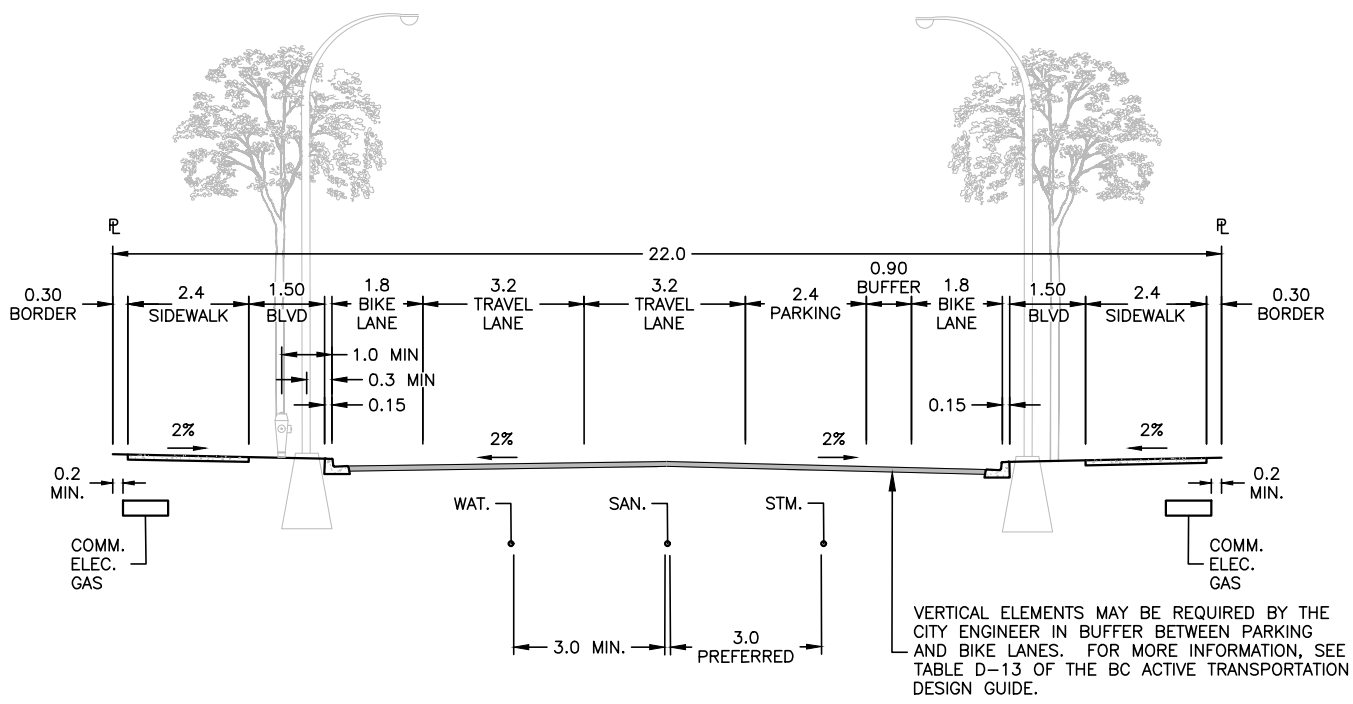 ℄ ℄
22.0
0.30
BORDER
2.4
SIDEWALK
1.50
BLVD
1.8
BIKE
LANE
3.2
TRAVEL
LANE
3.2
TRAVEL
LANE
2.4
PARKING
0.90
BUFFER
1.8
BIKE
LANE
1.50
BLVD
2.4
SIDEWALK
0.30
BORDER
1.0 MIN
0.3 MIN
0.15
0.15
2%
2%
2%
2%
0.2
MIN.
0.2
MIN.
WAT.
SAN.
STM.
COMM.
ELEC.
GAS
COMM.
ELEC.
GAS
3.0 MIN.
3.0
PREFERRED
VERTICAL ELEMENTS MAY BE REQUIRED BY THE
CITY ENGINEER IN BUFFER BETWEEN PARKING
AND BIKE LANES. FOR MORE INFORMATION, SEE
TABLE D-13 OF THE BC ACTIVE TRANSPORTATION
DESIGN GUIDE.